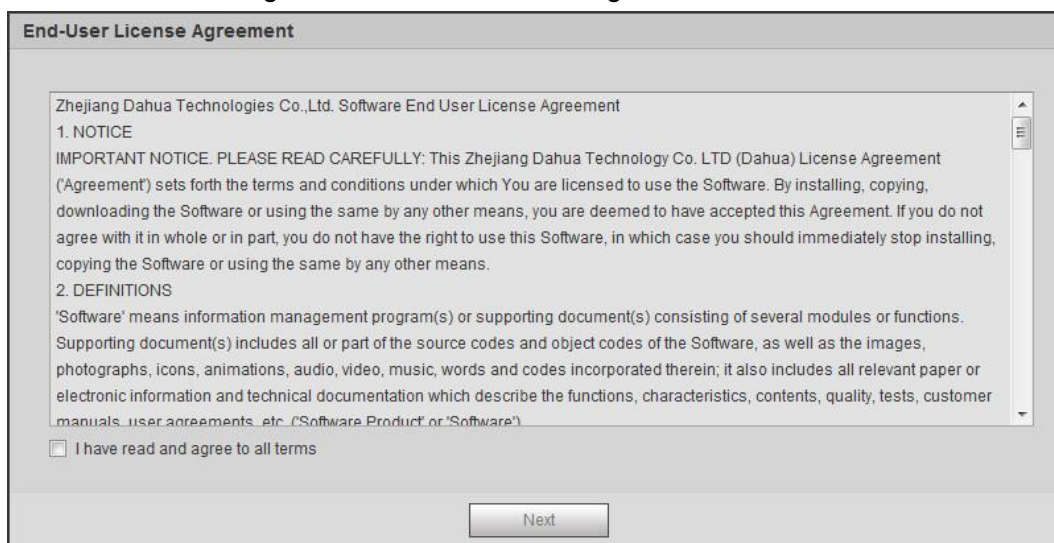 End-User License Agreement
Zhejiang Dahua Technologies Co.,Ltd. Software End User License Agreement
1. NOTICE
IMPORTANT NOTICE. PLEASE READ CAREFULLY: This Zhejiang Dahua Technology Co. LTD (Dahua) License Agreement
('Agreement') sets forth the terms and conditions under which You are licensed to use the Software. By installing, copying,
downloading the Software or using the same by any other means, you are deemed to have accepted this Agreement. If you do not
agree with it in whole or in part, you do not have the right to use this Software, in which case you should immediately stop installing,
copying the Software or using the same by any other means.
2. DEFINITIONS
'Software' means information management program(s) or supporting document(s) consisting of several modules or functions.
Supporting document(s) includes all or part of the source codes and object codes of the Software, as well as the images,
photographs, icons, animations, audio, video, music, words and codes incorporated therein; it also includes all relevant paper or
electronic information and technical documentation which describe the functions, characteristics, contents, quality, tests, customer
manuals, user agreements, etc. ('Software Product' or 'Software')
I have read and agree to all terms
Next